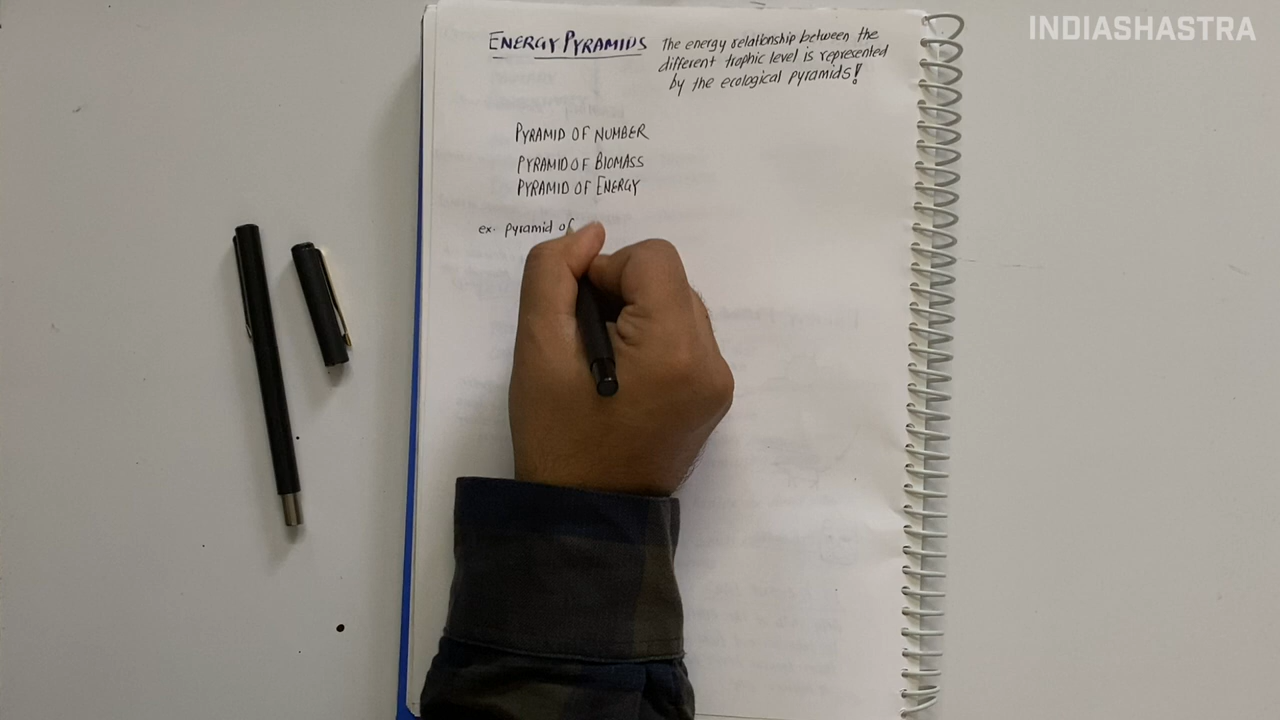 INDIASHASTRA
ENERGY PYRAMIDS
The energy relationship between the
different trophic level is represented
by the ecological pyramids!
PYRAMID OF NUMBER
PYRAMID OF BIOMASS
PYRAMID OF ENERGY
ex. pyramid of